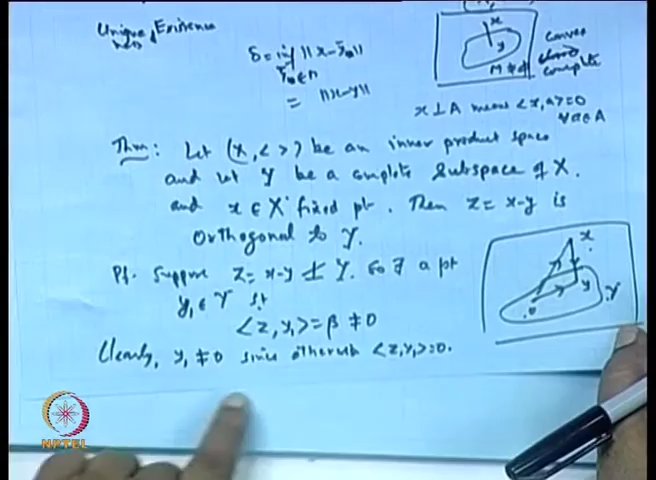 Unique, Existence
δ = inf ||x-ỹ||
ỹ∈M
= ||x-y||
x
y
M ≠ φ
convex
complete
x ⊥ A means <x,a>=0
∀ a∈A
Thm: Let (X, < >) be an inner product space
and let Y be a complete subspace of X.
and x ∈ X fixed pt. Then z = x-y is
Orthogonal to Y.
Pf. Suppose z = x-y ⊥̸ Y. So ∃ a pt
y₁ ∈ Y st
<z, y₁> = β ≠ 0
Clearly, y₁ ≠ 0 since otherwise <z, y₁> = 0.
x
y
Y
0
NPTEL